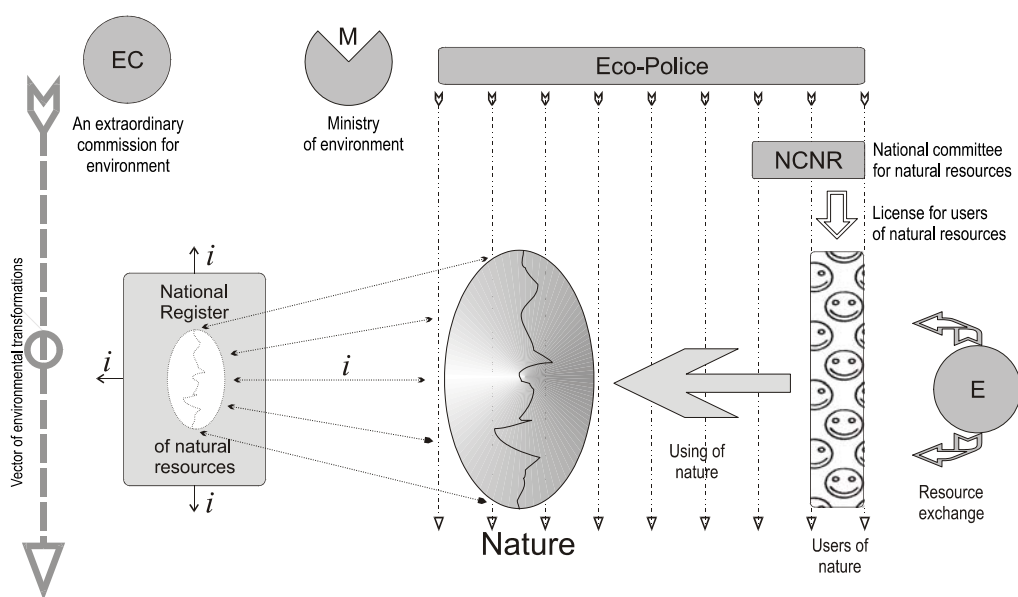 EC
An extraordinary
commission for
environment
M
Ministry
of environment
Eco-Police
NCNR
National committee
for natural resources
License for users
of natural resources
Vector of environmental transformations
i
National
Register
i
i
of natural
resources
i
Using of
nature
E
Resource
exchange
Nature
Users of
nature